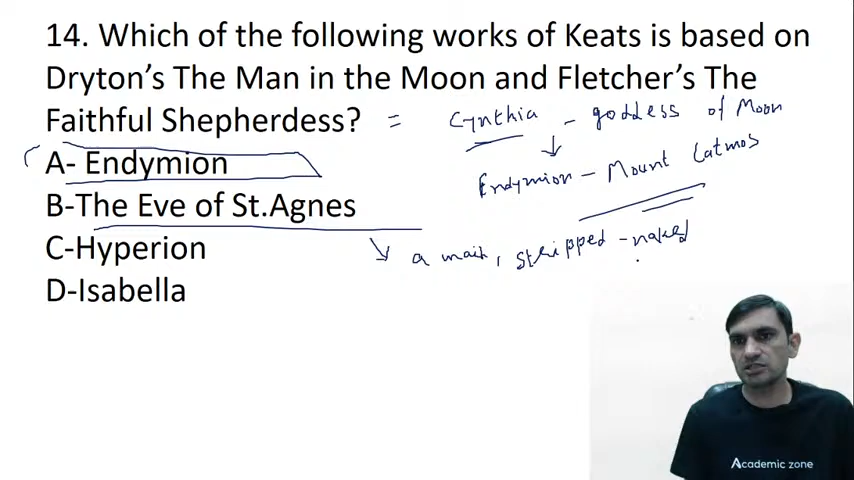 14. Which of the following works of Keats is based on
Dryton's The Man in the Moon and Fletcher's The
Faithful Shepherdess? = Cynthia - goddess of Moon
A- Endymion
Endymion - Mount Latmos
B-The Eve of St.Agnes
a maid, stripped - naked
C-Hyperion
D-Isabella
Academic zone